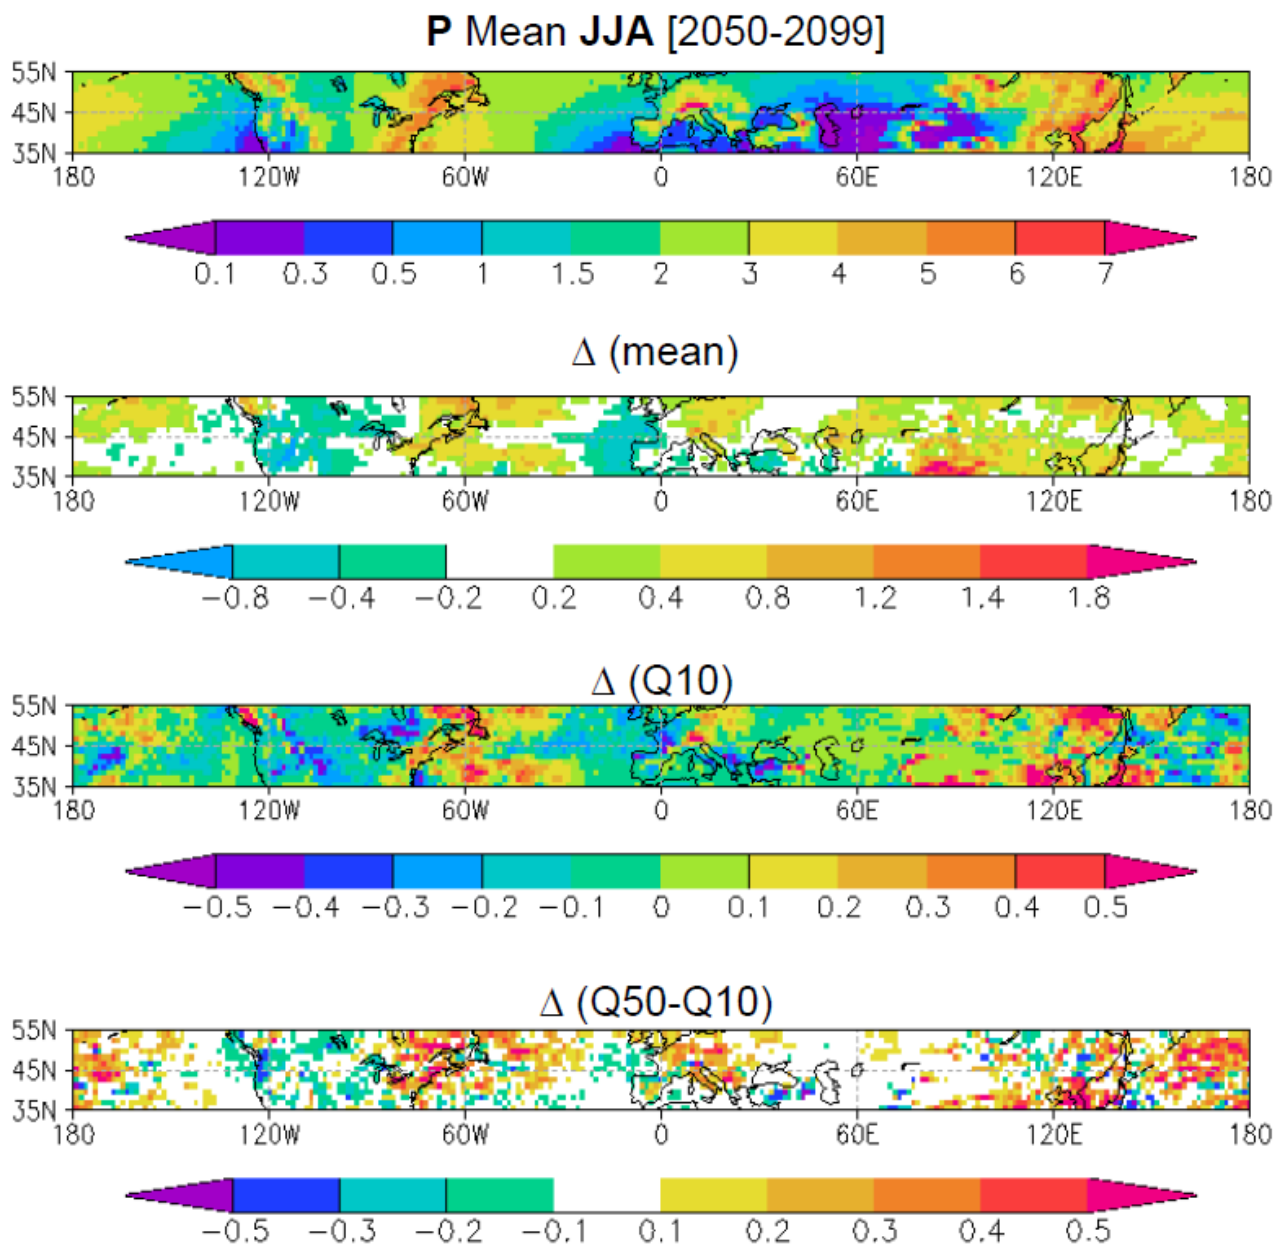 P Mean JJA [2050-2099]
55N
45N
35N
180 120W 60W 0 60E 120E 180
0.1 0.3 0.5 1 1.5 2 3 4 5 6 7
Δ (mean)
55N
45N
35N
180 120W 60W 0 60E 120E 180
−0.8 −0.4 −0.2 0.2 0.4 0.8 1.2 1.4 1.8
Δ (Q10)
55N
45N
35N
180 120W 60W 0 60E 120E 180
−0.5 −0.4 −0.3 −0.2 −0.1 0 0.1 0.2 0.3 0.4 0.5
Δ (Q50-Q10)
55N
45N
35N
180 120W 60W 0 60E 120E 180
−0.5 −0.3 −0.2 −0.1 0.1 0.2 0.3 0.4 0.5